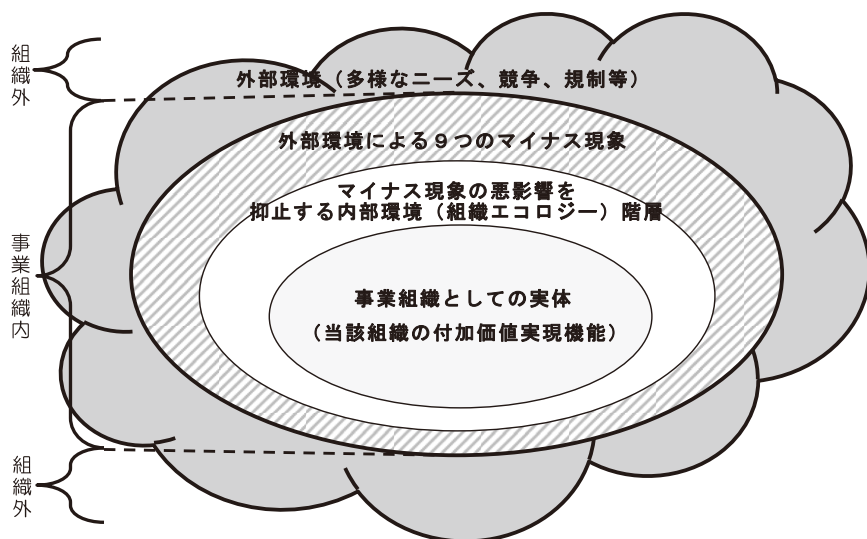 組織外
外部環境（多様なニーズ、競争、規制等）
外部環境による９つのマイナス現象
マイナス現象の悪影響を
抑止する内部環境（組織エコロジー）階層
事業組織内
事業組織としての実体
（当該組織の付加価値実現機能）
組織外